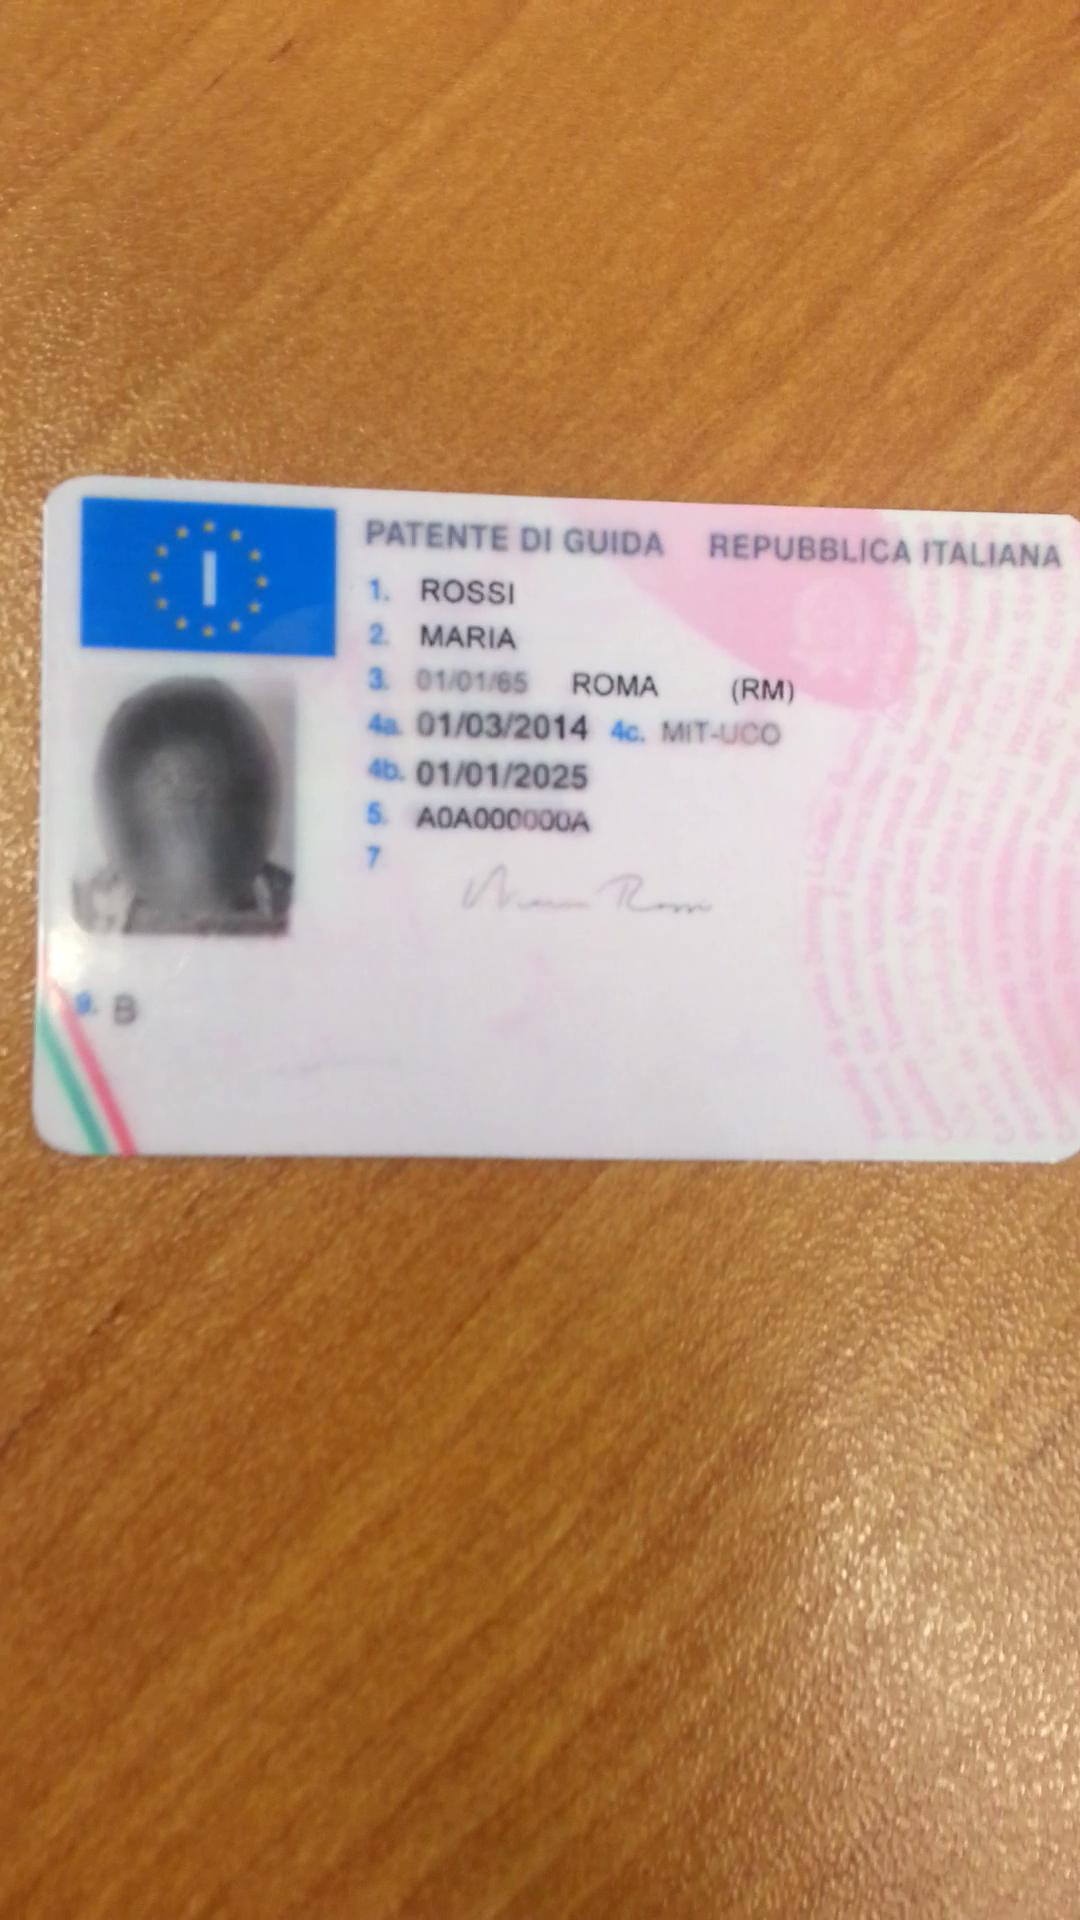 I
PATENTE DI GUIDA REPUBBLICA ITALIANA
1. ROSSI
2. MARIA
3. 01/01/65 ROMA (RM)
4a. 01/03/2014 4c. MIT-UCO
4b. 01/01/2025
5. A0A000000A
7
Maria Rossi
9. B